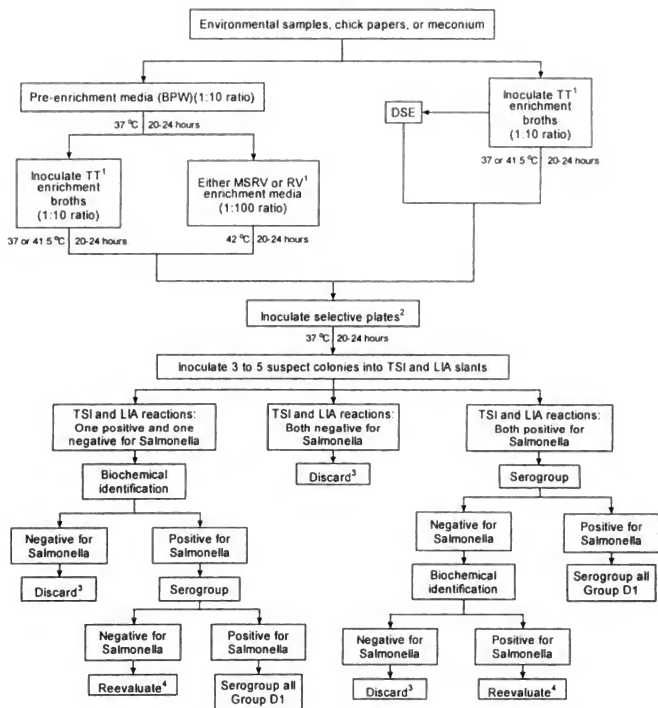 Environmental samples, chick papers, or meconium
Pre-enrichment media (BPW)(1:10 ratio)
37 ⁰C 20-24 hours
Inoculate TT¹
enrichment
broths
(1:10 ratio)
37 or 41.5 ⁰C 20-24 hours
Either MSRV or RV¹
enrichment media
(1:100 ratio)
42 ⁰C 20-24 hours
DSE
Inoculate TT¹
enrichment
broths
(1:10 ratio)
37 or 41.5 ⁰C 20-24 hours
Inoculate selective plates²
37 ⁰C 20-24 hours
Inoculate 3 to 5 suspect colonies into TSI and LIA slants
TSI and LIA reactions:
One positive and one
negative for Salmonella
Biochemical
identification
Negative for
Salmonella
Discard³
Positive for
Salmonella
Serogroup
Negative for
Salmonella
Reevaluate⁴
Positive for
Salmonella
Serogroup all
Group D1
TSI and LIA reactions:
Both negative for
Salmonella
Discard³
TSI and LIA reactions:
Both positive for
Salmonella
Serogroup
Negative for
Salmonella
Biochemical
identification
Negative for
Salmonella
Discard³
Positive for
Salmonella
Reevaluate⁴
Positive for
Salmonella
Serogroup all
Group D1